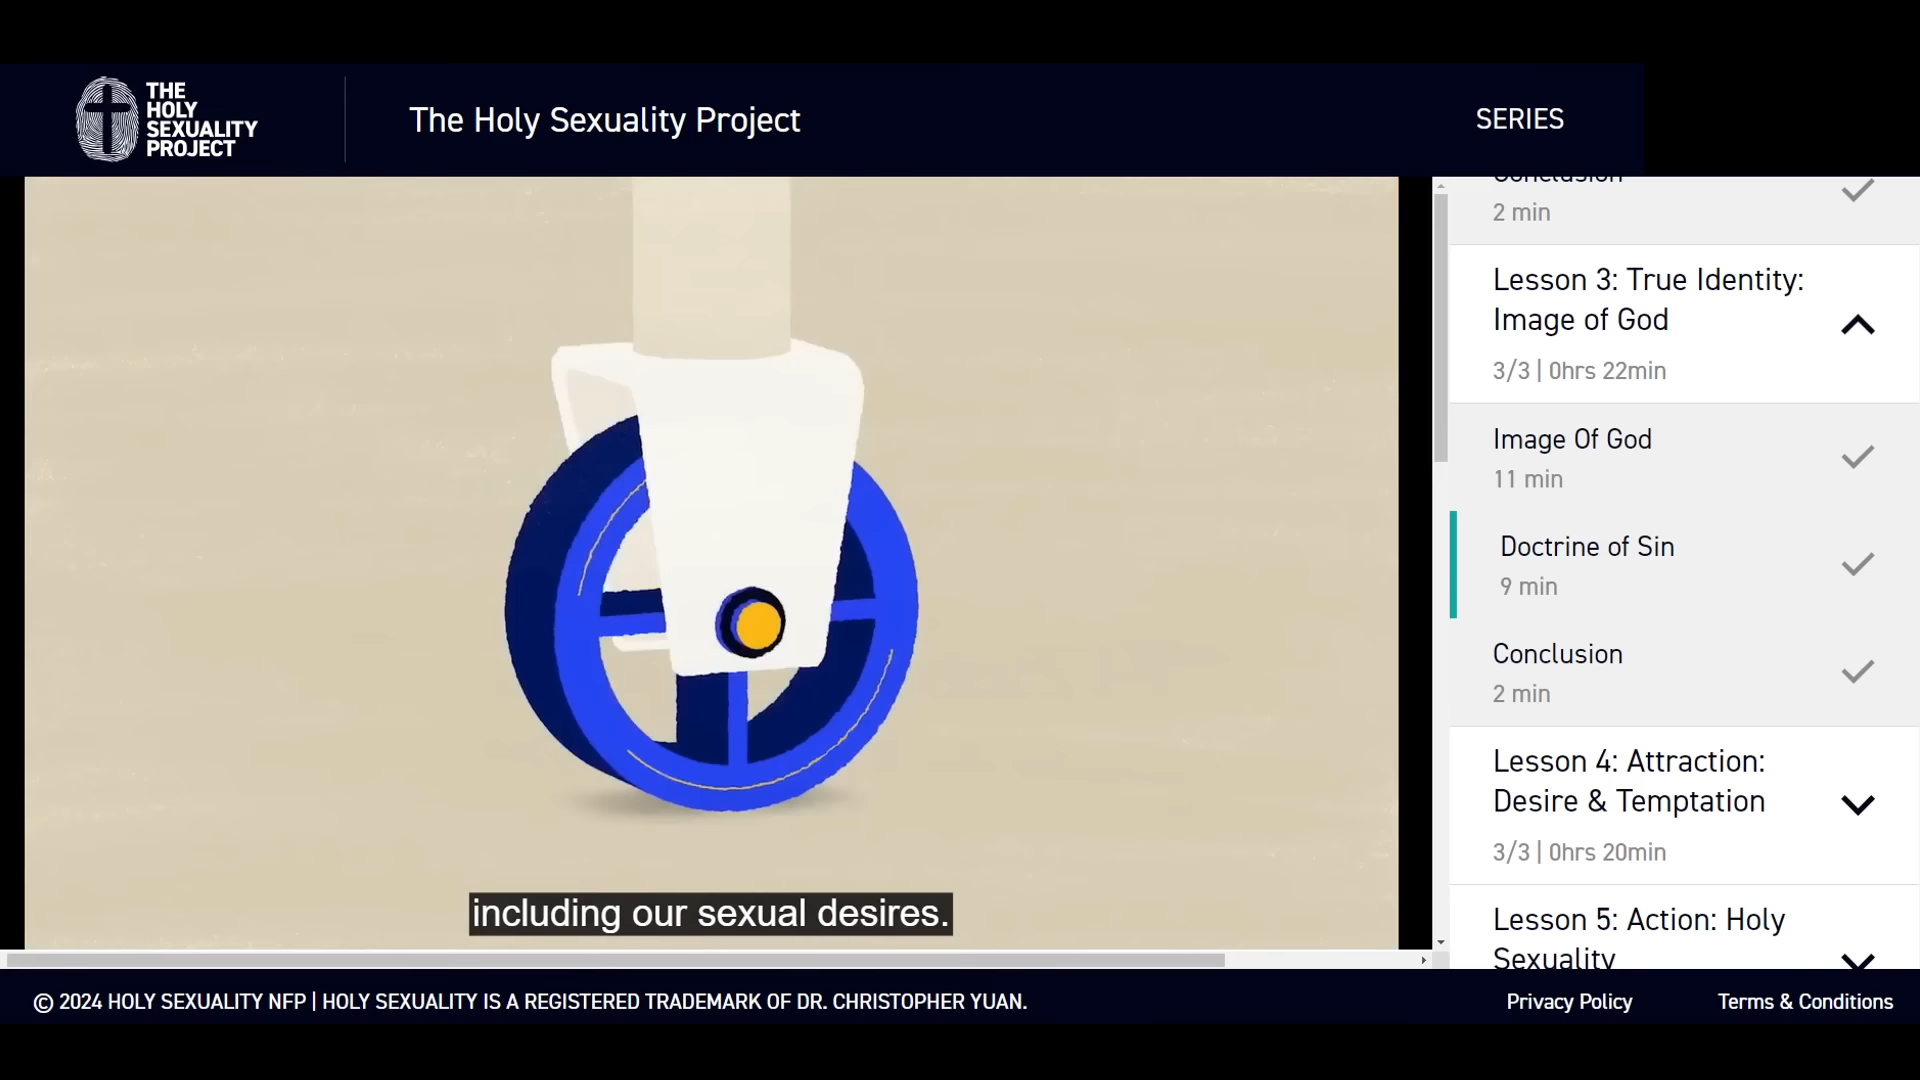 THE
HOLY
SEXUALITY
PROJECT
The Holy Sexuality Project
SERIES
Conclusion
2 min
Lesson 3: True Identity:
Image of God
3/3 | 0hrs 22min
Image Of God
11 min
Doctrine of Sin
9 min
Conclusion
2 min
Lesson 4: Attraction:
Desire & Temptation
3/3 | 0hrs 20min
Lesson 5: Action: Holy
Sexuality
including our sexual desires.
© 2024 HOLY SEXUALITY NFP | HOLY SEXUALITY IS A REGISTERED TRADEMARK OF DR. CHRISTOPHER YUAN.
Privacy Policy
Terms & Conditions